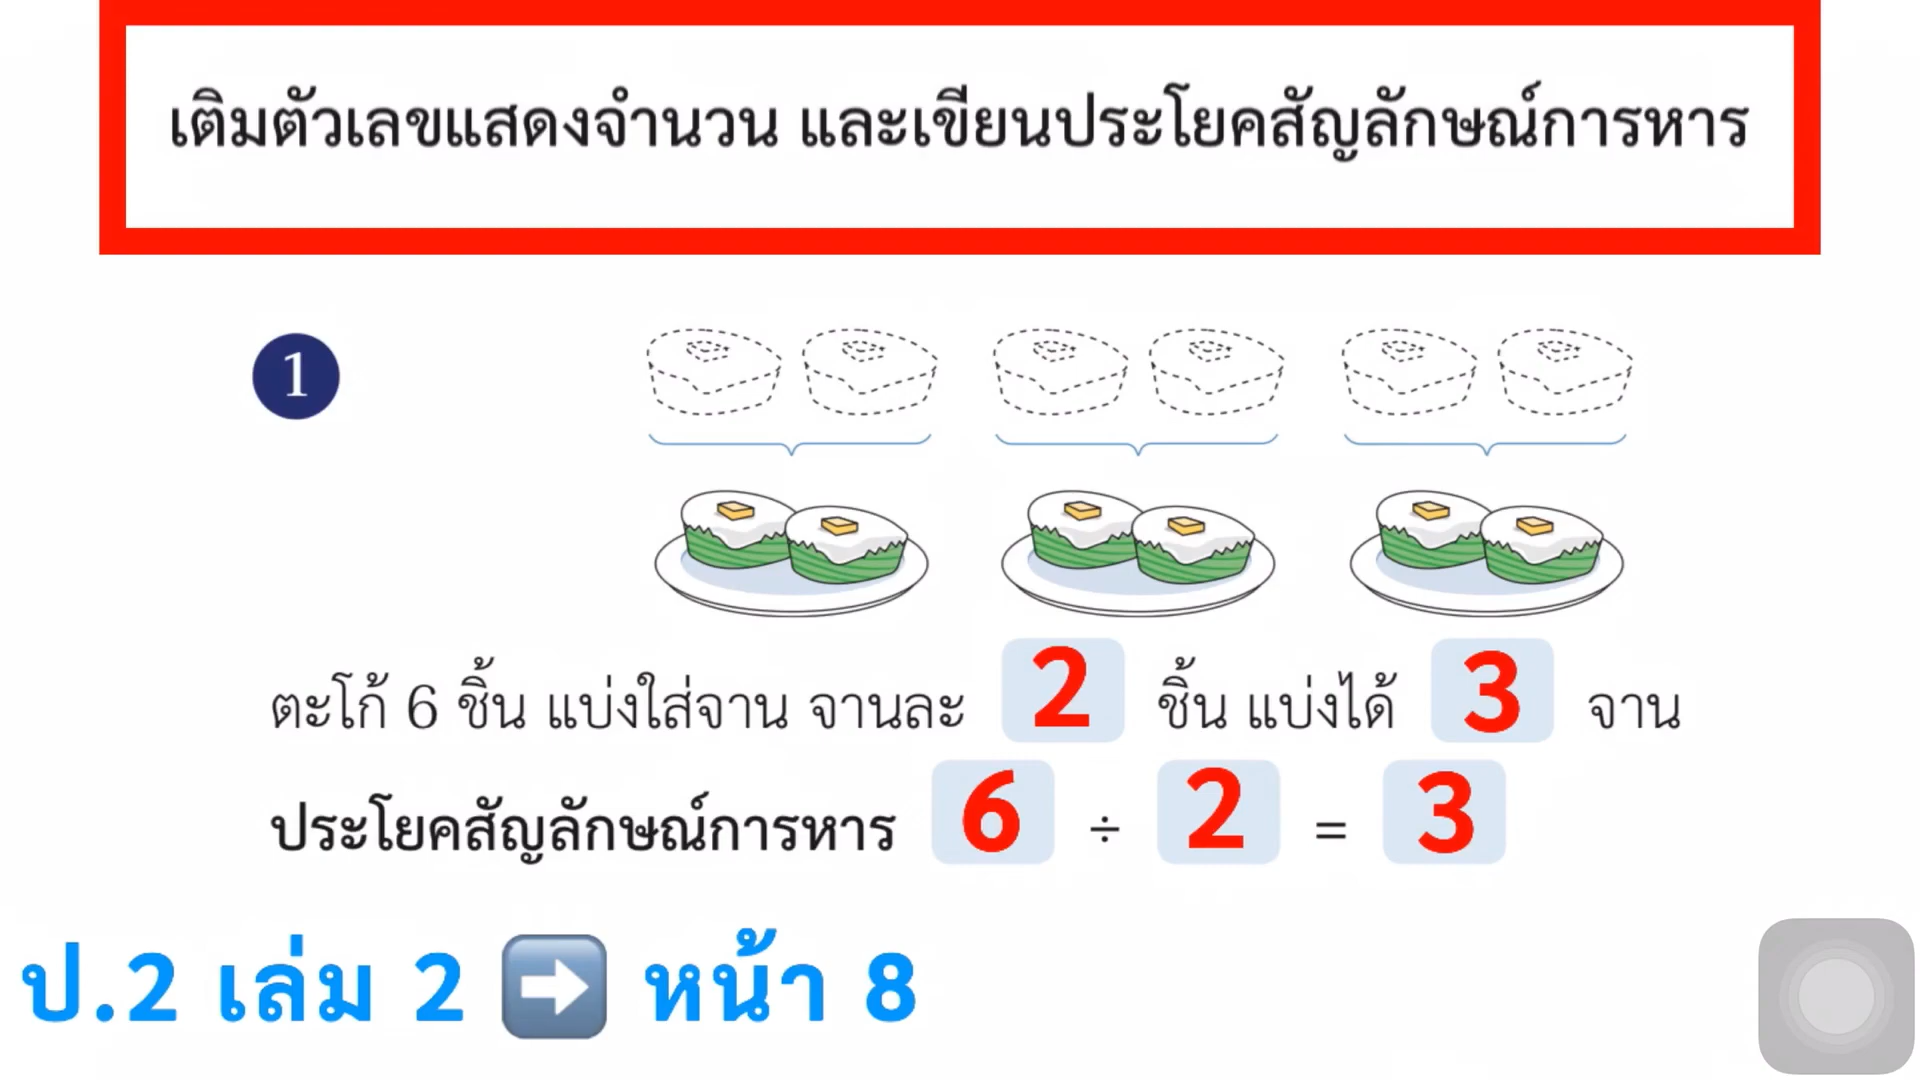 เติมตัวเลขแสดงจำนวน และเขียนประโยคสัญลักษณ์การหาร
1
ตะโก้ 6 ชิ้น แบ่งใส่จาน จานละ 2 ชิ้น แบ่งได้ 3 จาน
ประโยคสัญลักษณ์การหาร 6 ÷ 2 = 3
ป.2 เล่ม 2 ➡ หน้า 8